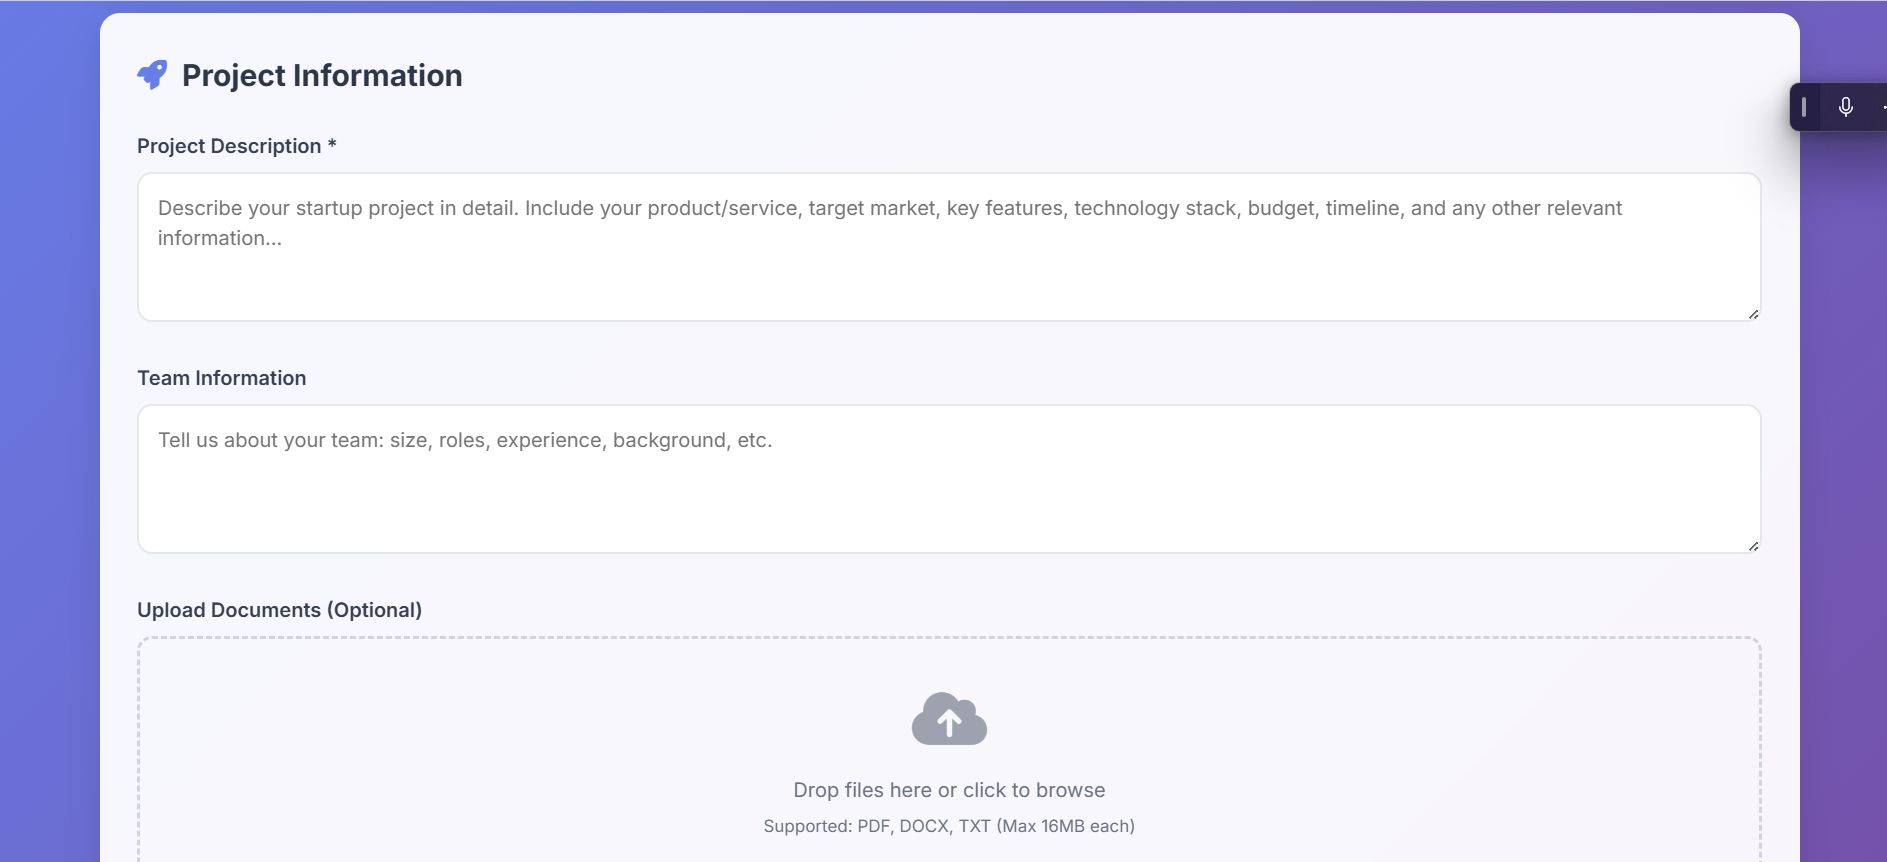 Project Information
Project Description *
Describe your startup project in detail. Include your product/service, target market, key features, technology stack, budget, timeline, and any other relevant
information...
Team Information
Tell us about your team: size, roles, experience, background, etc.
Upload Documents (Optional)
Drop files here or click to browse
Supported: PDF, DOCX, TXT (Max 16MB each)